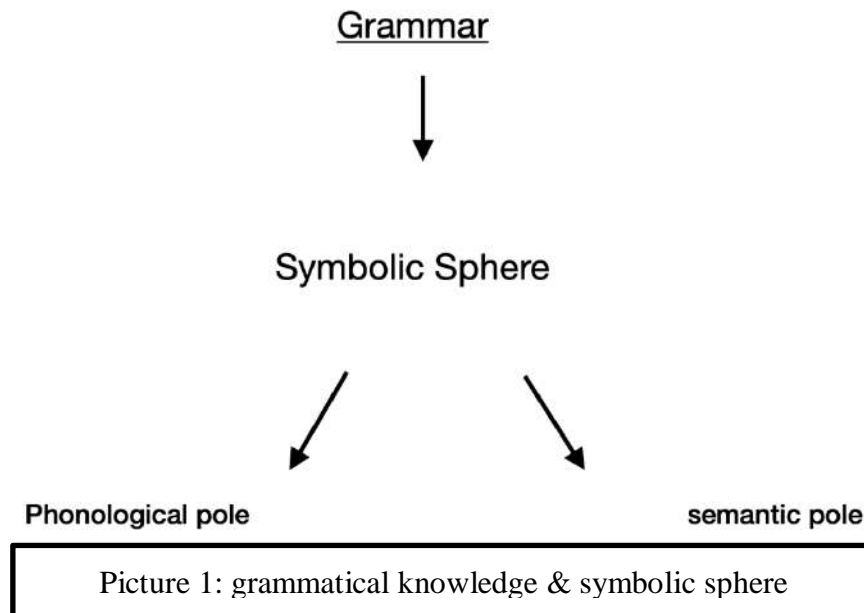 Grammar
Symbolic Sphere
Phonological pole
semantic pole
Picture 1: grammatical knowledge & symbolic sphere